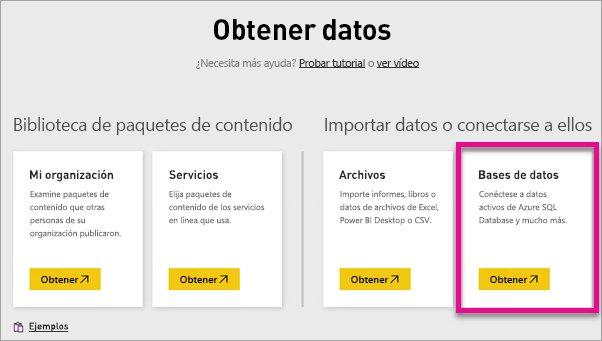 Obtener datos
¿Necesita más ayuda? Probar tutorial o ver vídeo
Biblioteca de paquetes de contenido
Importar datos o conectarse a ellos
Mi organización
Examine paquetes de
contenido que otras
personas de su
organización publicaron.
Obtener
Servicios
Elija paquetes de
contenido de los servicios
en línea que usa.
Obtener
Archivos
Importe informes, libros o
datos de archivos de Excel,
Power BI Desktop o CSV.
Obtener
Bases de datos
Conéctese a datos
activos de Azure SQL
Database y mucho más.
Obtener
Ejemplos